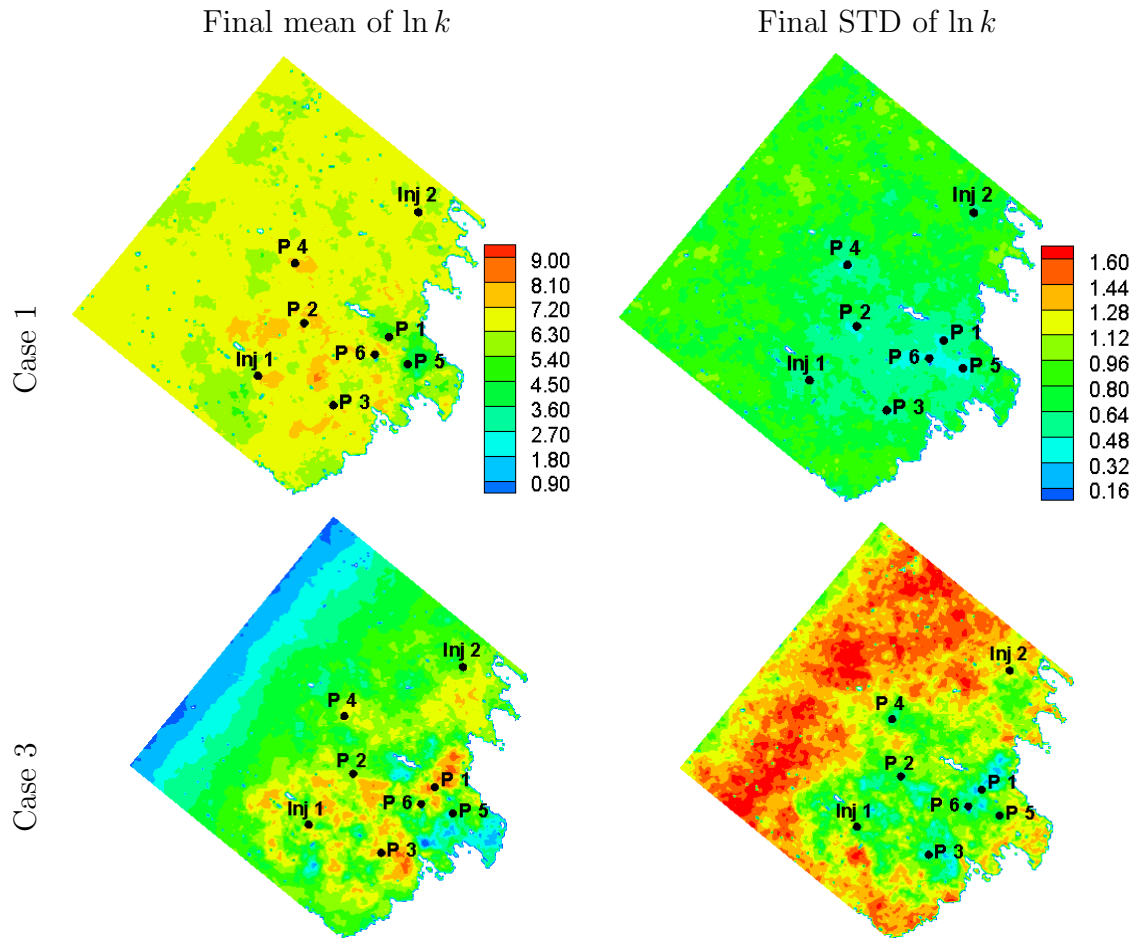 Final mean of ln k
Final STD of ln k
Case 1
Inj 2
P 4
P 2
P 1
P 6
P 5
Inj 1
P 3
9.00
8.10
7.20
6.30
5.40
4.50
3.60
2.70
1.80
0.90
Inj 2
P 4
P 2
P 1
P 6
P 5
Inj 1
P 3
1.60
1.44
1.28
1.12
0.96
0.80
0.64
0.48
0.32
0.16
Case 3
Inj 2
P 4
P 2
P 1
P 6
P 5
Inj 1
P 3
Inj 2
P 4
P 2
P 1
P 6
P 5
Inj 1
P 3